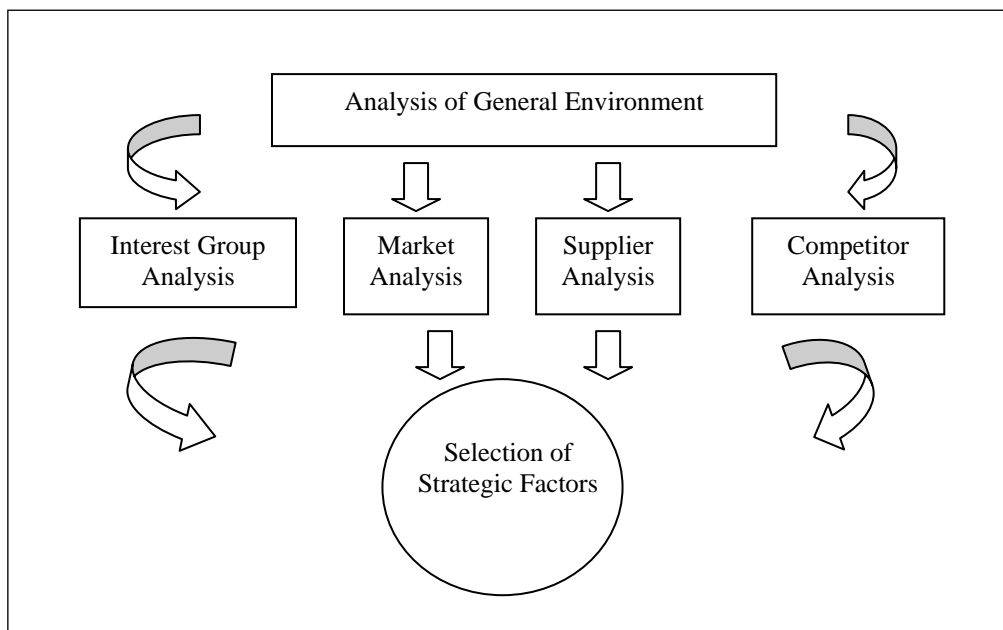 Analysis of General Environment
Interest Group
Analysis
Market
Analysis
Supplier
Analysis
Competitor
Analysis
Selection of
Strategic Factors